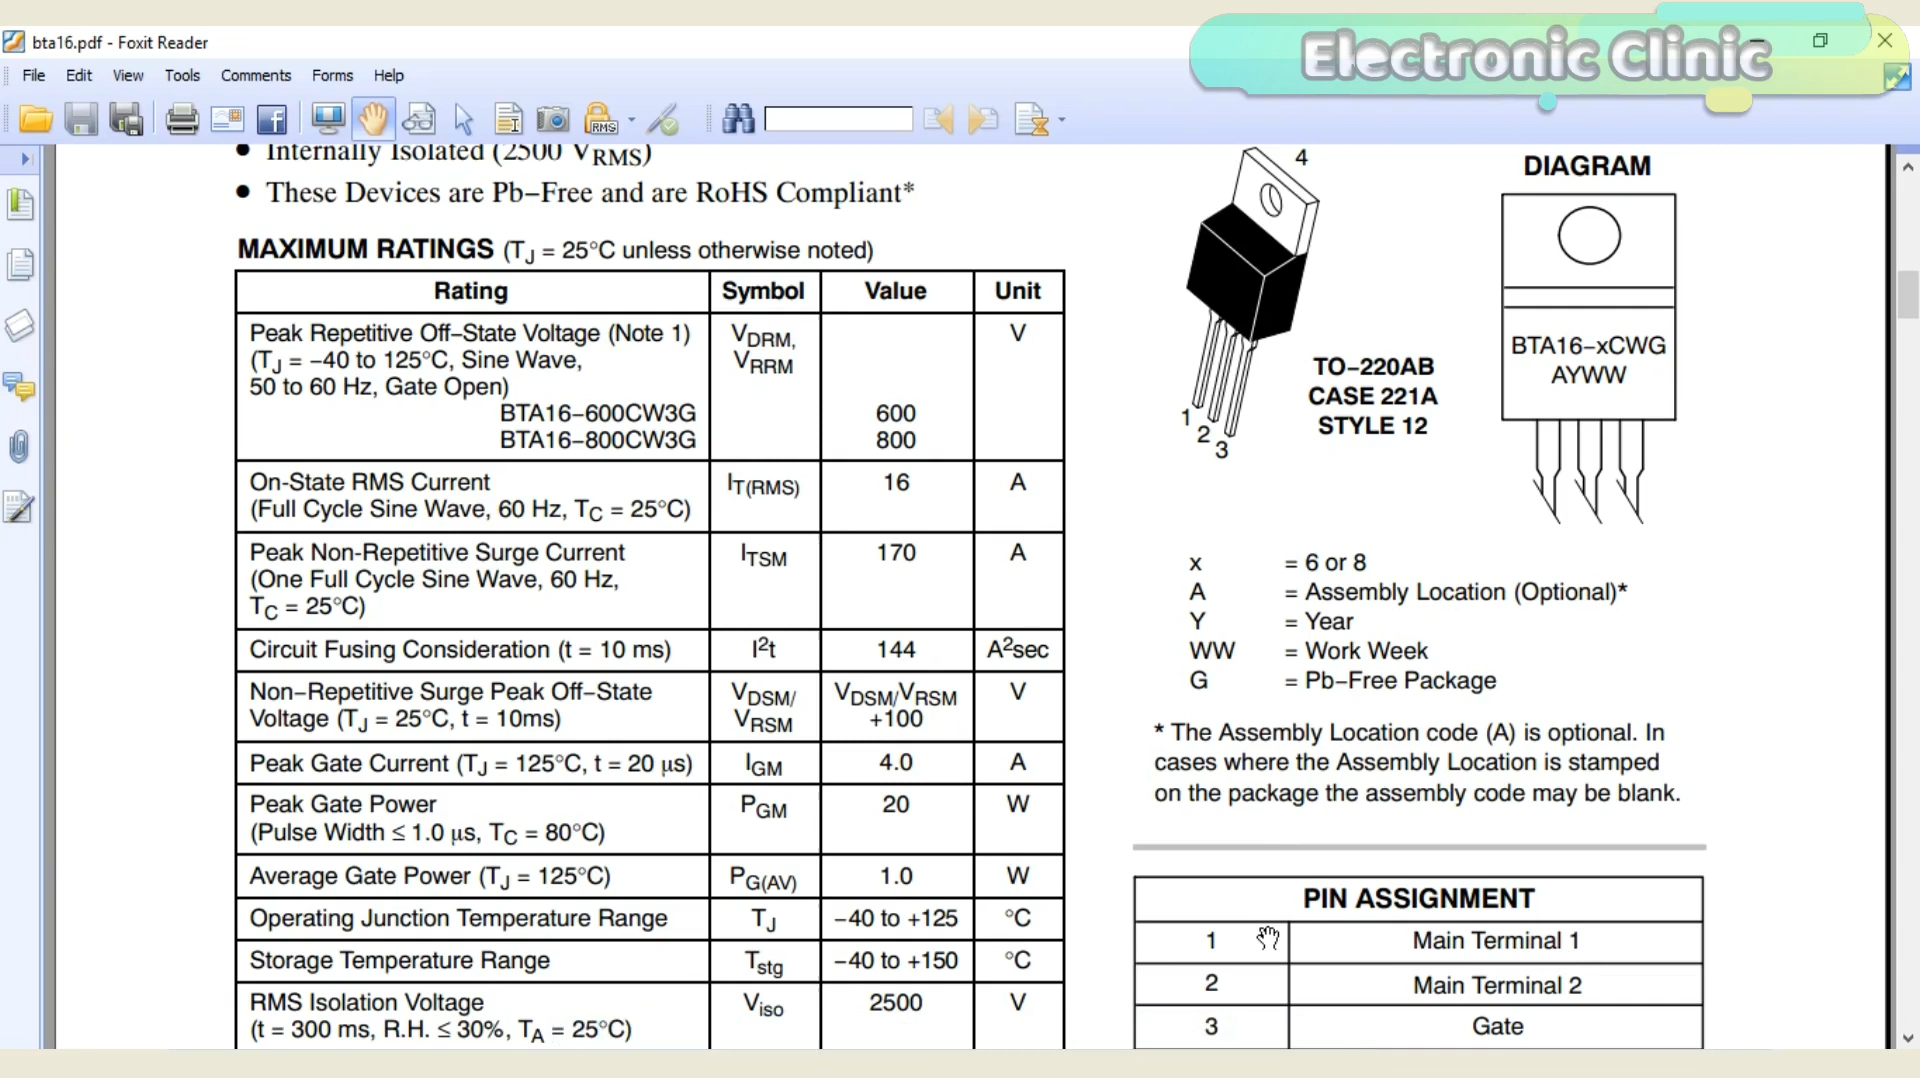 bta16.pdf - Foxit Reader
Electronic Clinic
File Edit View Tools Comments Forms Help
RMS
• Internally Isolated (2500 VRMS)
• These Devices are Pb−Free and are RoHS Compliant*
MAXIMUM RATINGS (TJ = 25°C unless otherwise noted)
Rating Symbol Value Unit
Peak Repetitive Off−State Voltage (Note 1) VDRM, V
(TJ = −40 to 125°C, Sine Wave, VRRM
50 to 60 Hz, Gate Open)
BTA16−600CW3G 600
BTA16−800CW3G 800
On-State RMS Current IT(RMS) 16 A
(Full Cycle Sine Wave, 60 Hz, TC = 25°C)
Peak Non-Repetitive Surge Current ITSM 170 A
(One Full Cycle Sine Wave, 60 Hz,
TC = 25°C)
Circuit Fusing Consideration (t = 10 ms) I²t 144 A²sec
Non−Repetitive Surge Peak Off−State VDSM/ VDSM/VRSM V
Voltage (TJ = 25°C, t = 10ms) VRSM +100
Peak Gate Current (TJ = 125°C, t = 20 μs) IGM 4.0 A
Peak Gate Power PGM 20 W
(Pulse Width ≤ 1.0 μs, TC = 80°C)
Average Gate Power (TJ = 125°C) PG(AV) 1.0 W
Operating Junction Temperature Range TJ −40 to +125 °C
Storage Temperature Range Tstg −40 to +150 °C
RMS Isolation Voltage Viso 2500 V
(t = 300 ms, R.H. ≤ 30%, TA = 25°C)
4
1
2
3
TO−220AB
CASE 221A
STYLE 12
DIAGRAM
BTA16−xCWG
AYWW
x = 6 or 8
A = Assembly Location (Optional)*
Y = Year
WW = Work Week
G = Pb−Free Package
* The Assembly Location code (A) is optional. In
cases where the Assembly Location is stamped
on the package the assembly code may be blank.
PIN ASSIGNMENT
1 Main Terminal 1
2 Main Terminal 2
3 Gate